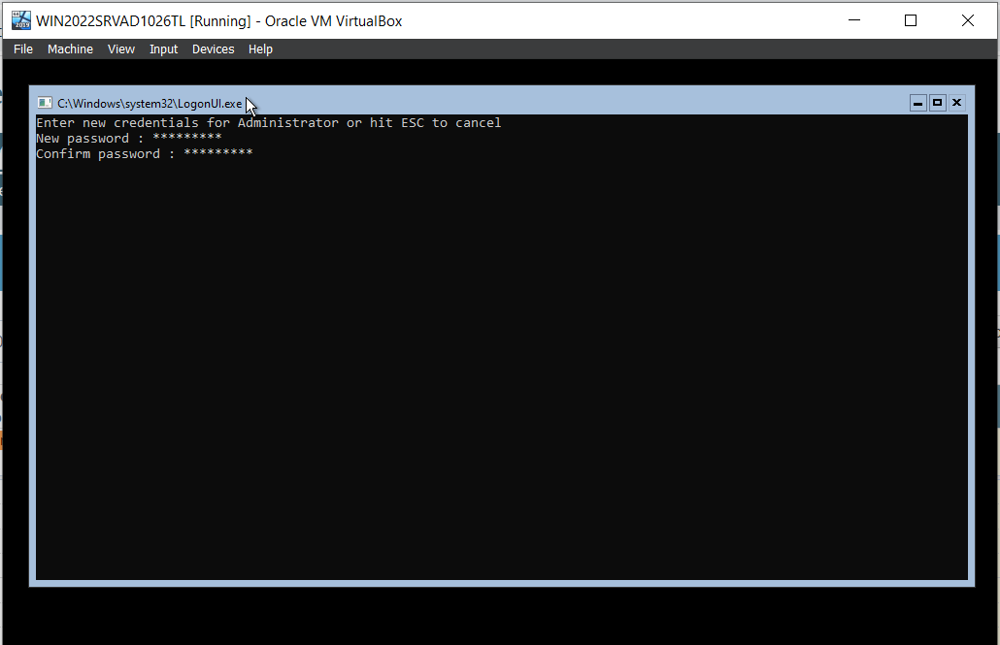 WIN2022SRVAD1026TL [Running] - Oracle VM VirtualBox
File Machine View Input Devices Help
C:\Windows\system32\LogonUI.exe
Enter new credentials for Administrator or hit ESC to cancel
New password : *********
Confirm password : *********